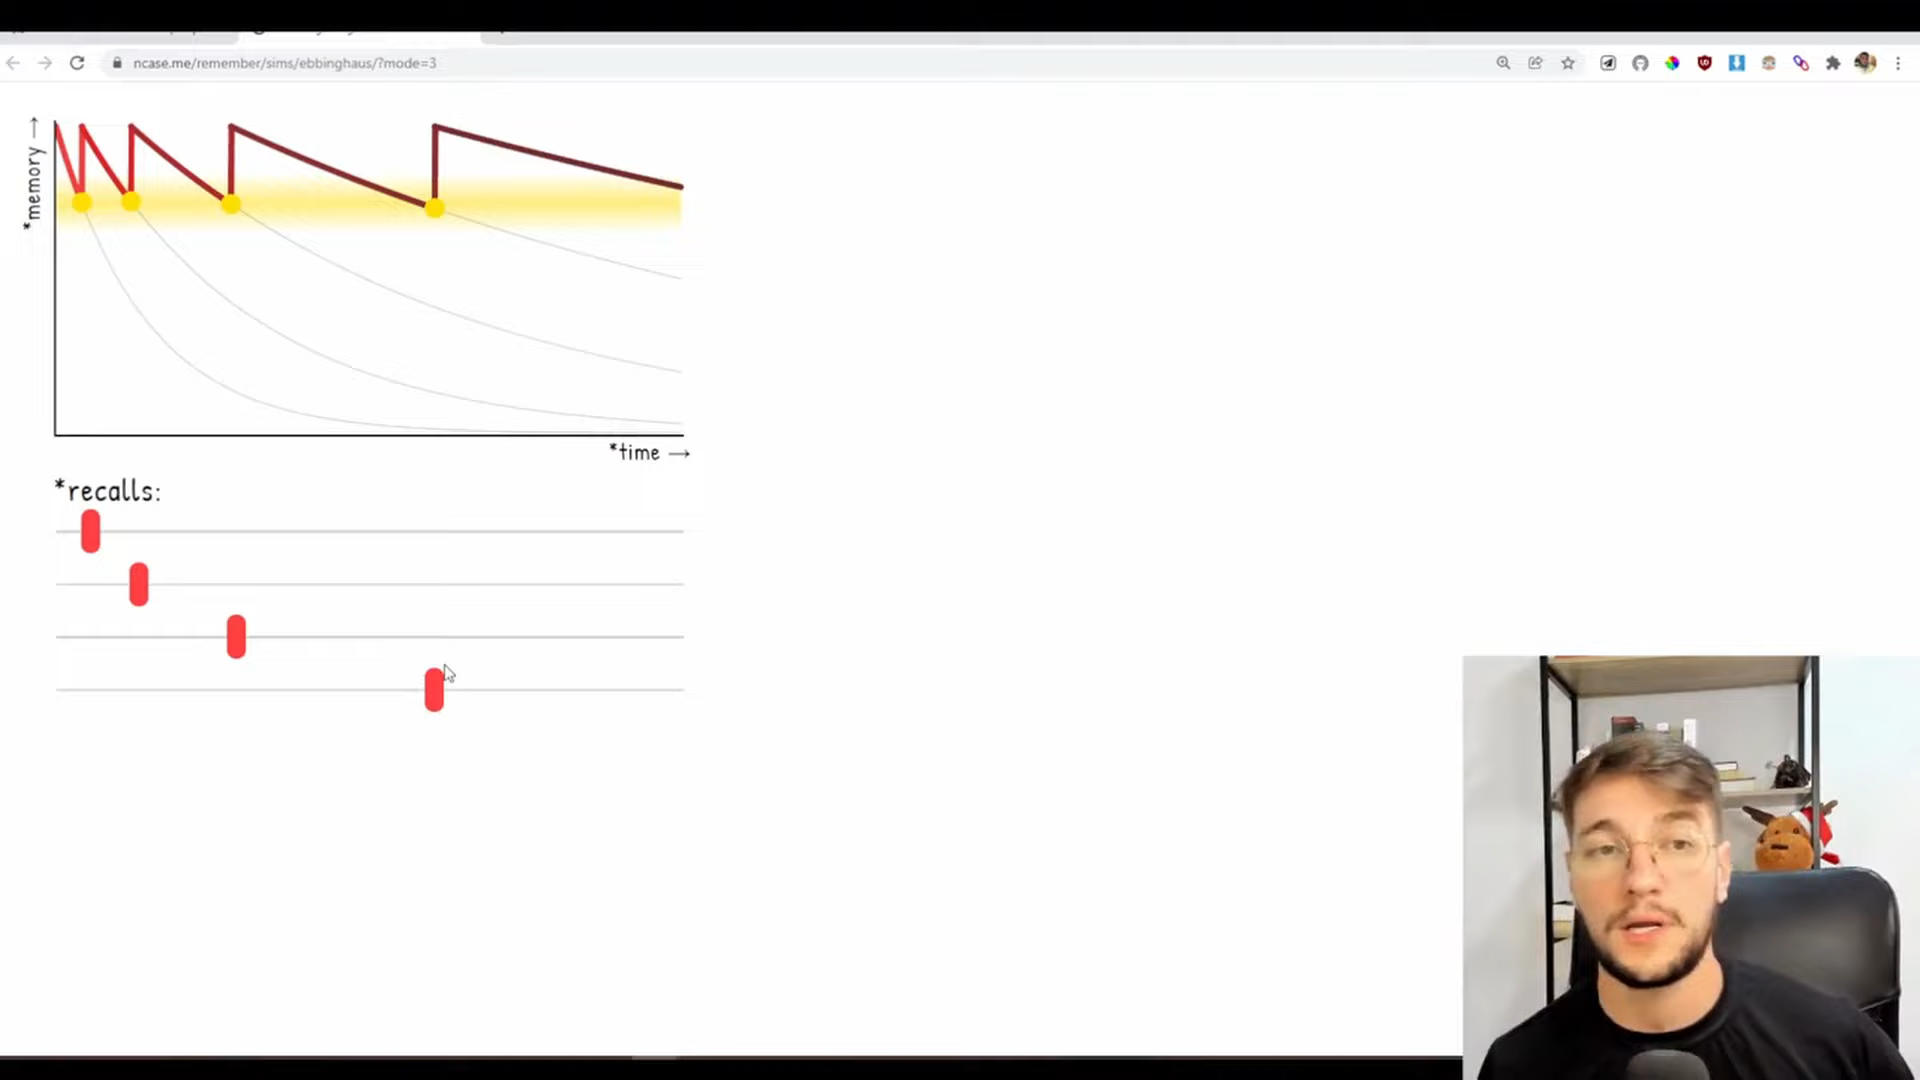 ncase.me/remember/sims/ebbinghaus/?mode=3
*memory →
*time →
*recalls: